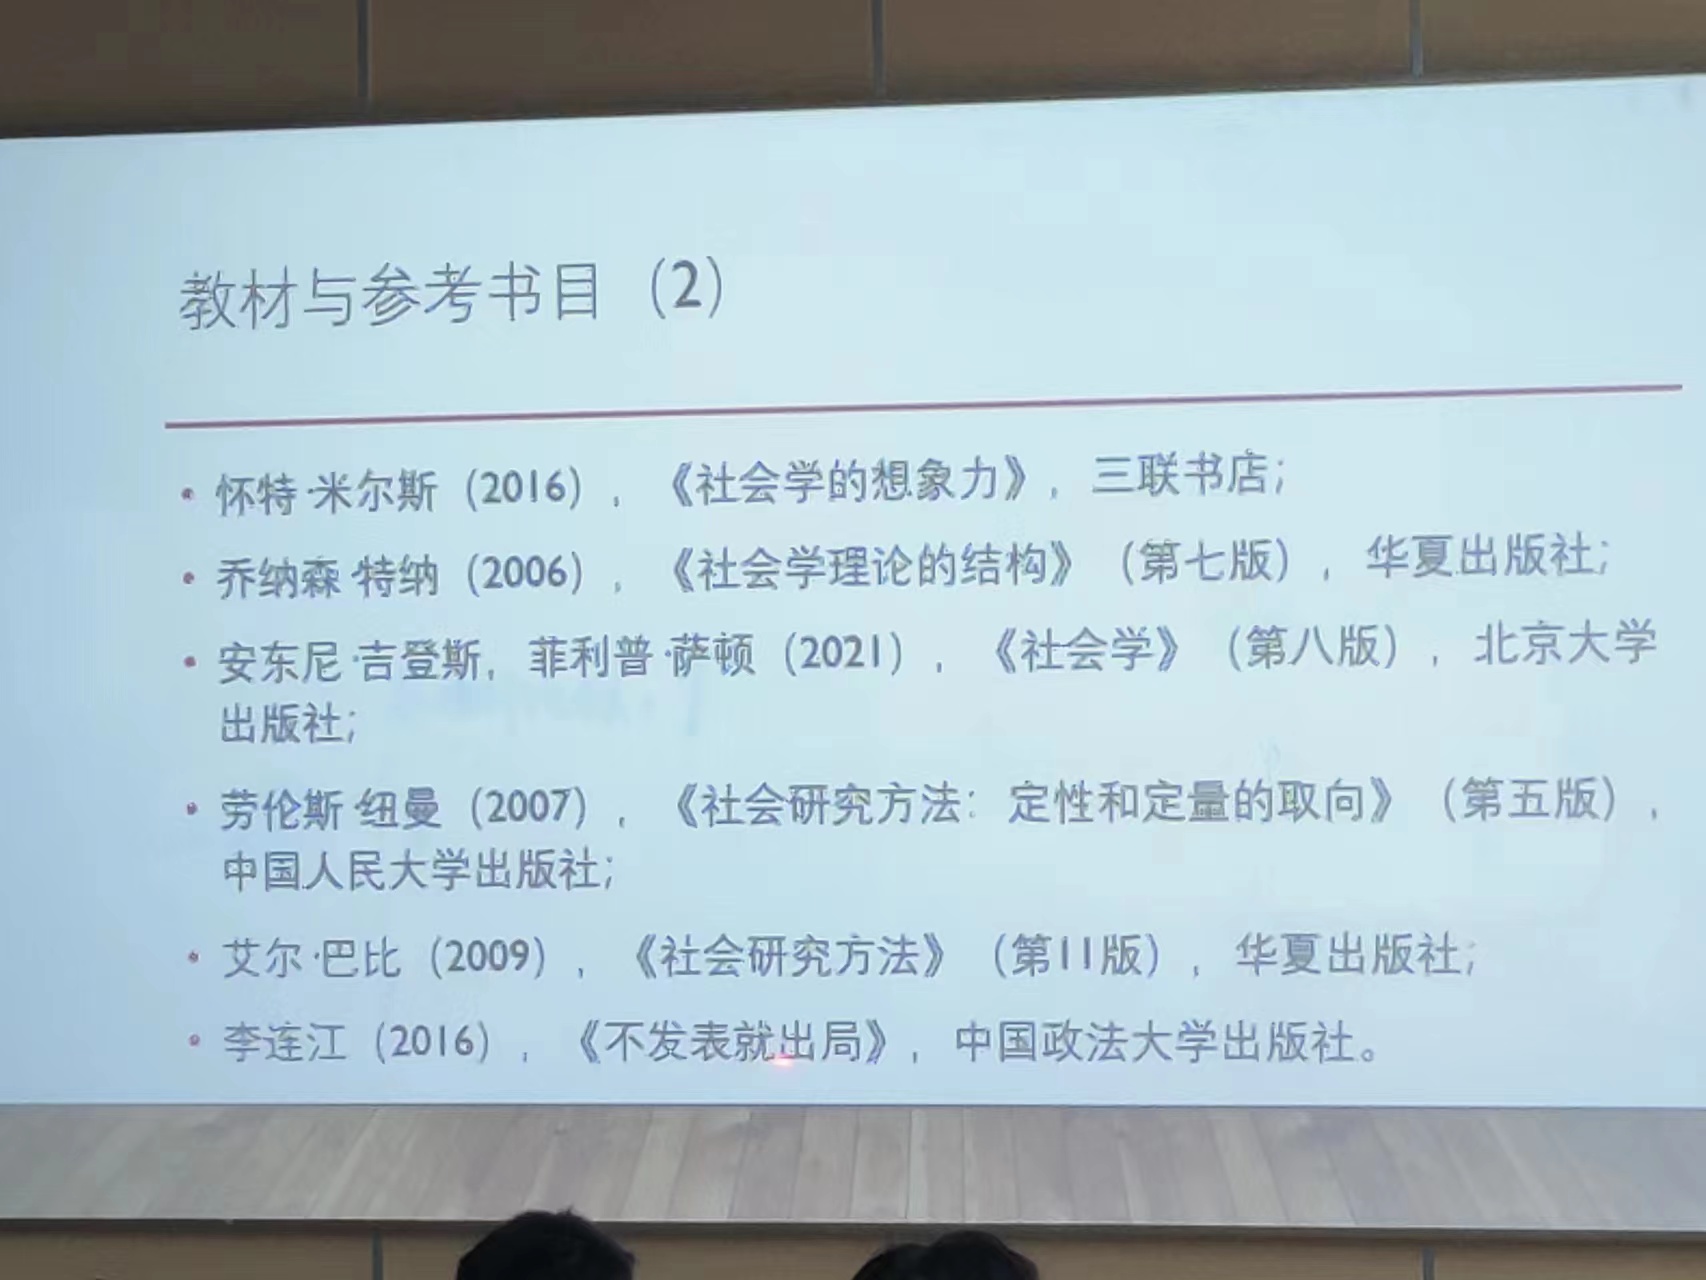 教材与参考书目（2）
• 怀特·米尔斯（2016），《社会学的想象力》，三联书店；
• 乔纳森·特纳（2006），《社会学理论的结构》（第七版），华夏出版社；
• 安东尼·吉登斯，菲利普·萨顿（2021），《社会学》（第八版），北京大学
出版社；
• 劳伦斯·纽曼（2007），《社会研究方法：定性和定量的取向》（第五版），
中国人民大学出版社；
• 艾尔·巴比（2009），《社会研究方法》（第11版），华夏出版社；
• 李连江（2016），《不发表就出局》，中国政法大学出版社。